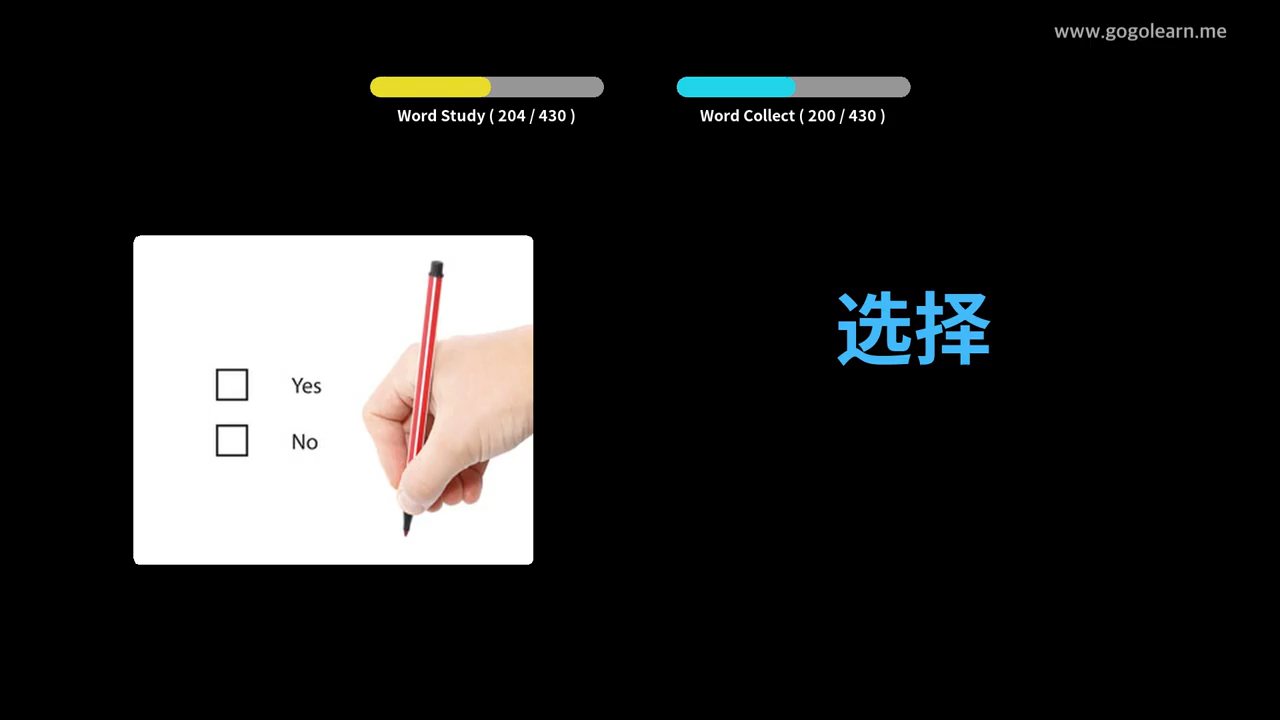 www.gogolearn.me
Word Study ( 204 / 430 )
Word Collect ( 200 / 430 )
选择
Yes
No